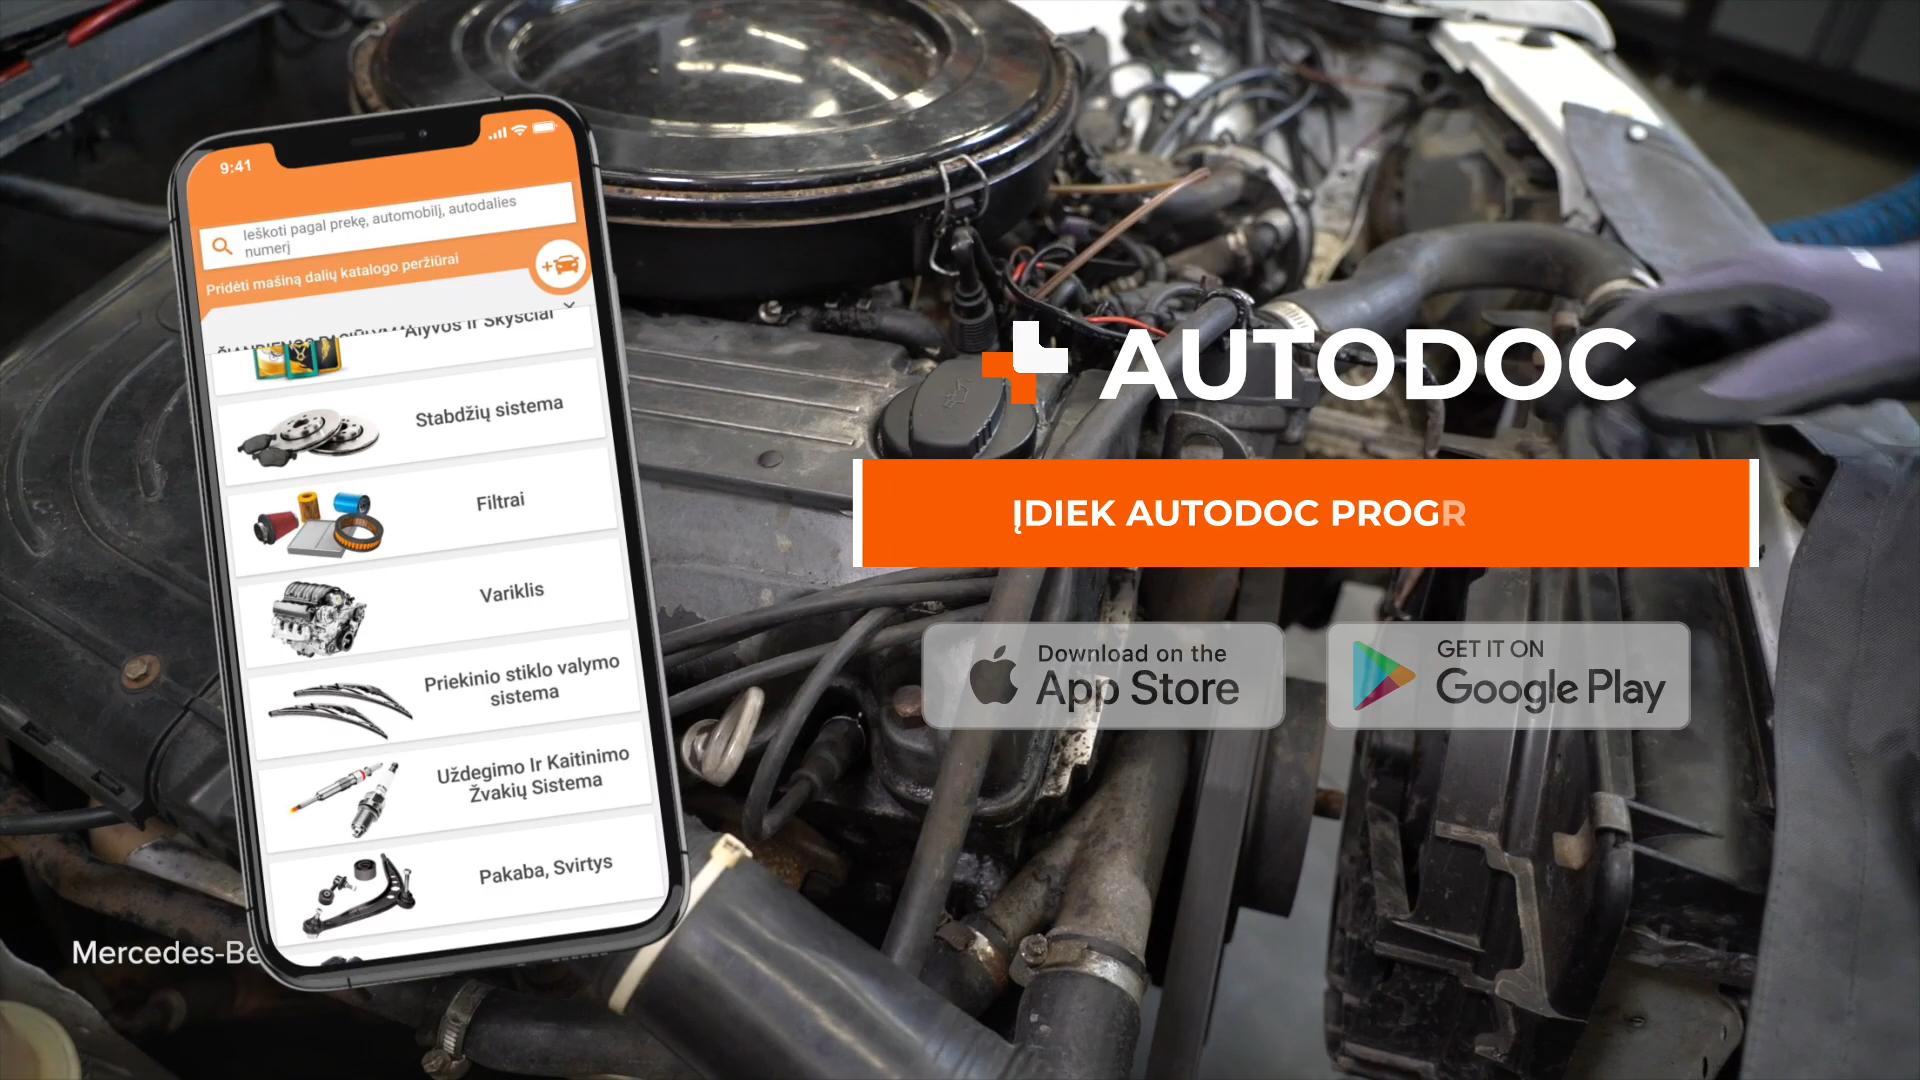 9:41
Ieškoti pagal prekę, automobilį, autodalies
numerį
Pridėti mašiną dalių katalogo peržiūrai
Alyvos ir Skysčiai
Stabdžių sistema
Filtrai
Variklis
Priekinio stiklo valymo
sistema
Uždegimo Ir Kaitinimo
Žvakių Sistema
Pakaba, Svirtys
Mercedes-Be
AUTODOC
ĮDIEK AUTODOC PROGR
Download on the
App Store
GET IT ON
Google Play